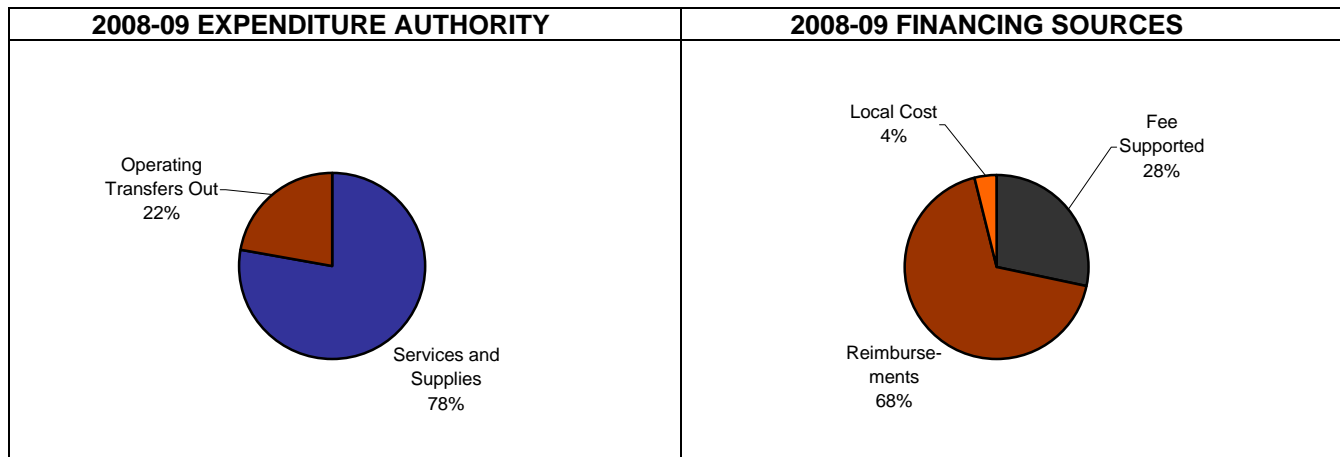 2008-09 EXPENDITURE AUTHORITY
Operating
Transfers Out
22%
Services and
Supplies
78%
2008-09 FINANCING SOURCES
Local Cost
4%
Fee
Supported
28%
Reimburse-
ments
68%